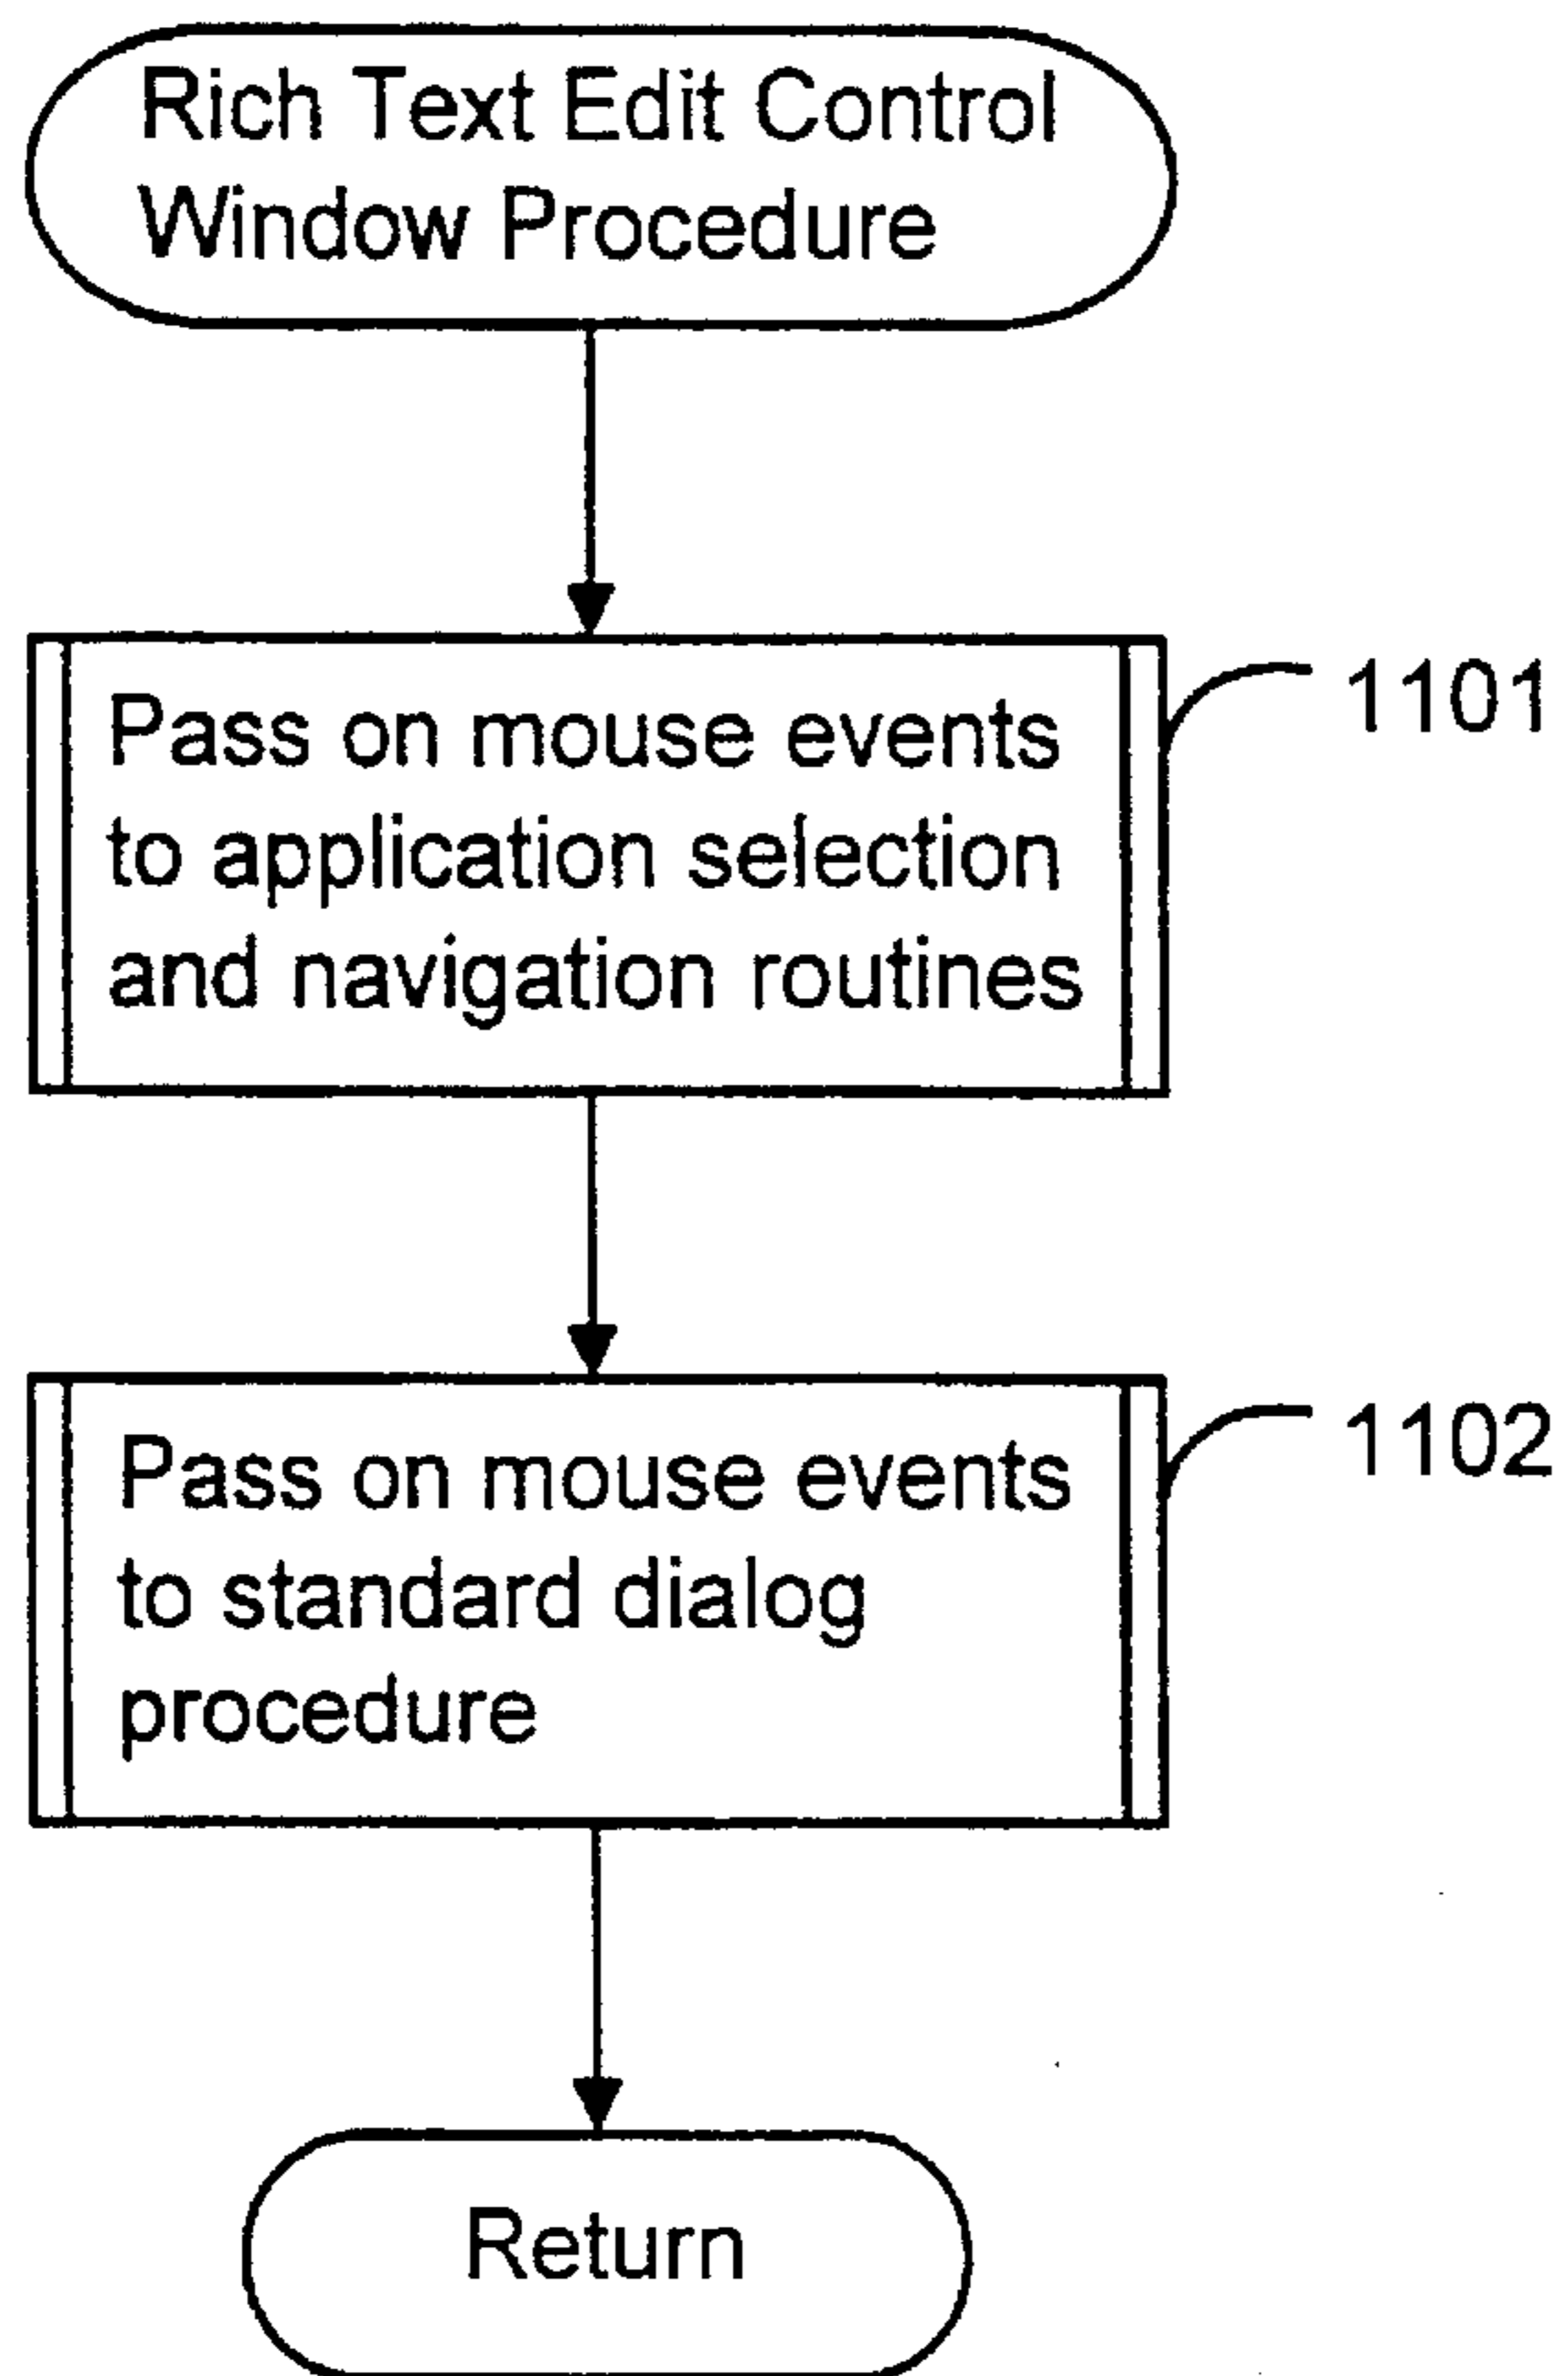 Rich Text Edit Control
Window Procedure
Pass on mouse events
to application selection
and navigation routines
1101
Pass on mouse events
to standard dialog
procedure
1102
Return